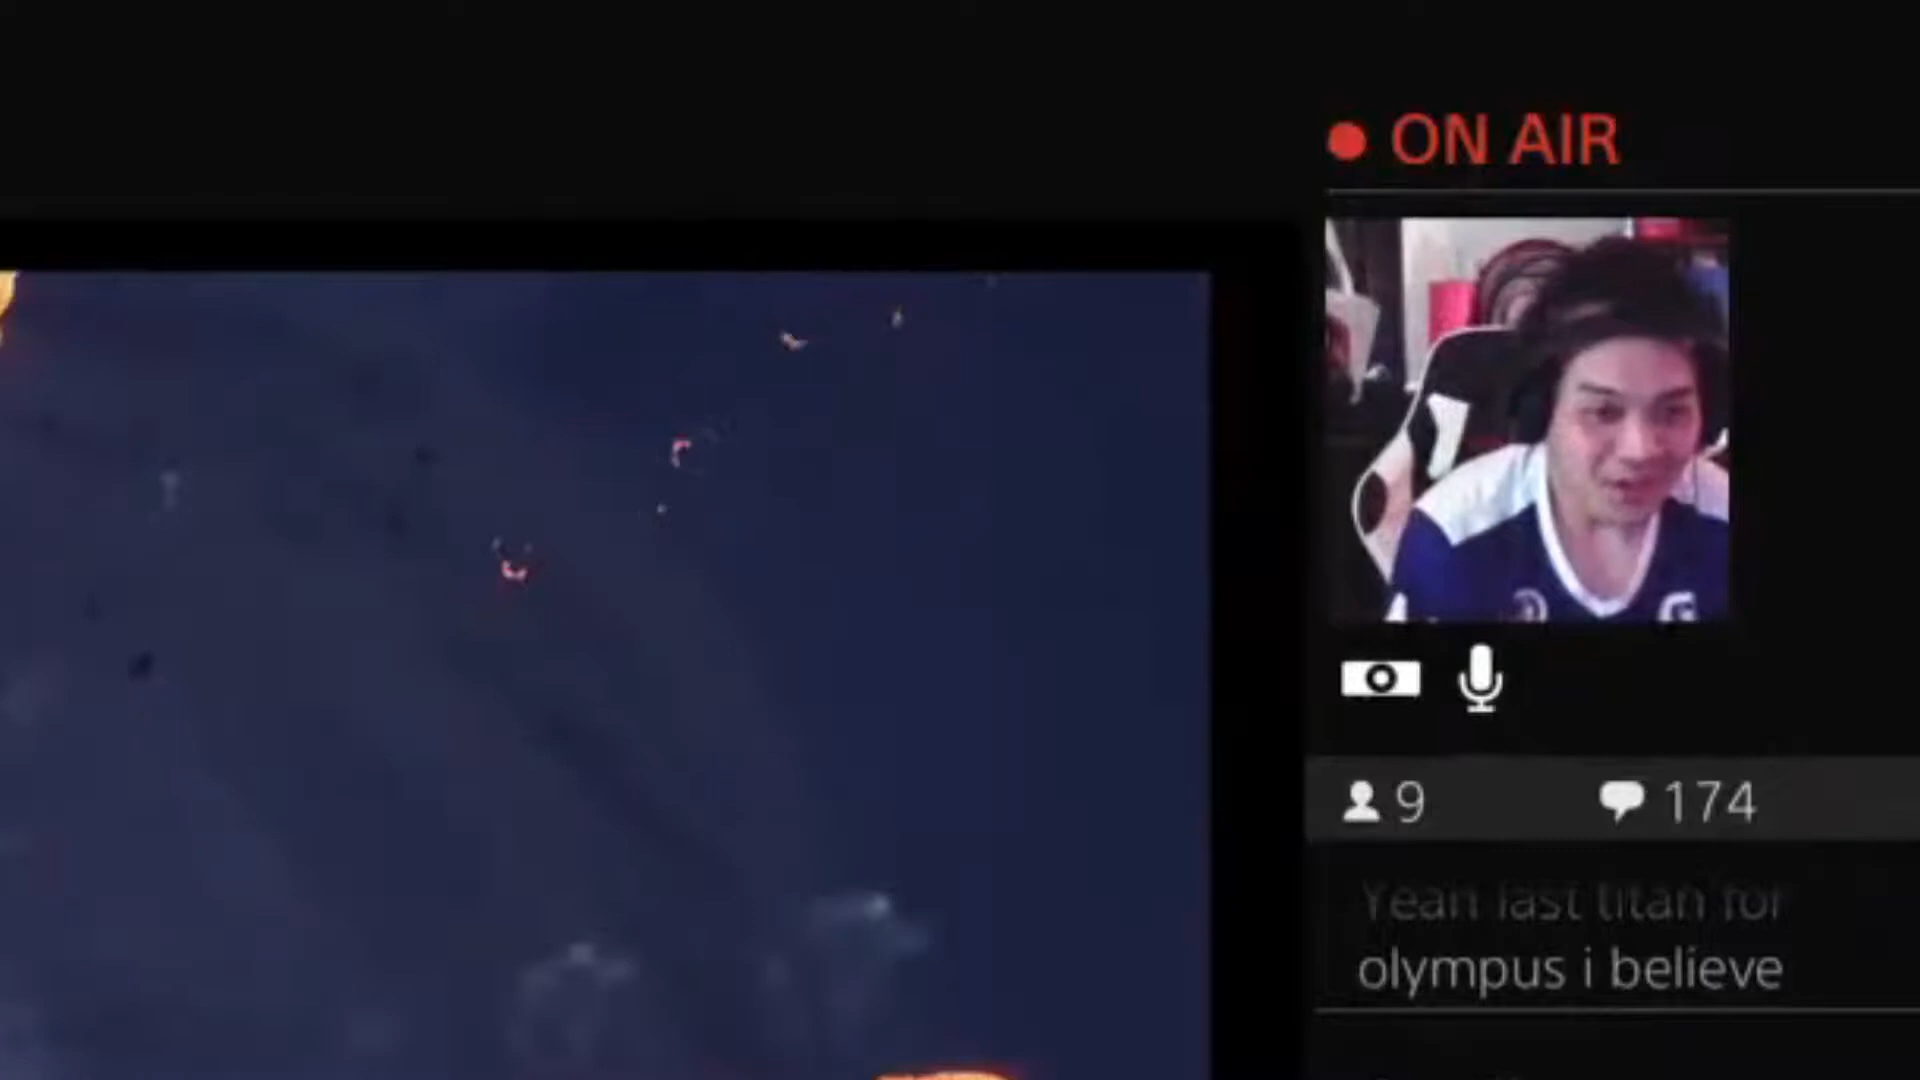 ON AIR
9
174
Yeah last titan for
olympus i believe